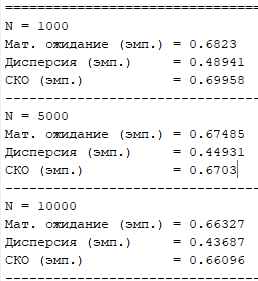 ==============================
N = 1000
Мат. ожидание (эмп.) = 0.6823
Дисперсия (эмп.)     = 0.48941
СКО (эмп.)           = 0.69958
------------------------------
N = 5000
Мат. ожидание (эмп.) = 0.67485
Дисперсия (эмп.)     = 0.44931
СКО (эмп.)           = 0.6703
------------------------------
N = 10000
Мат. ожидание (эмп.) = 0.66327
Дисперсия (эмп.)     = 0.43687
СКО (эмп.)           = 0.66096
------------------------------